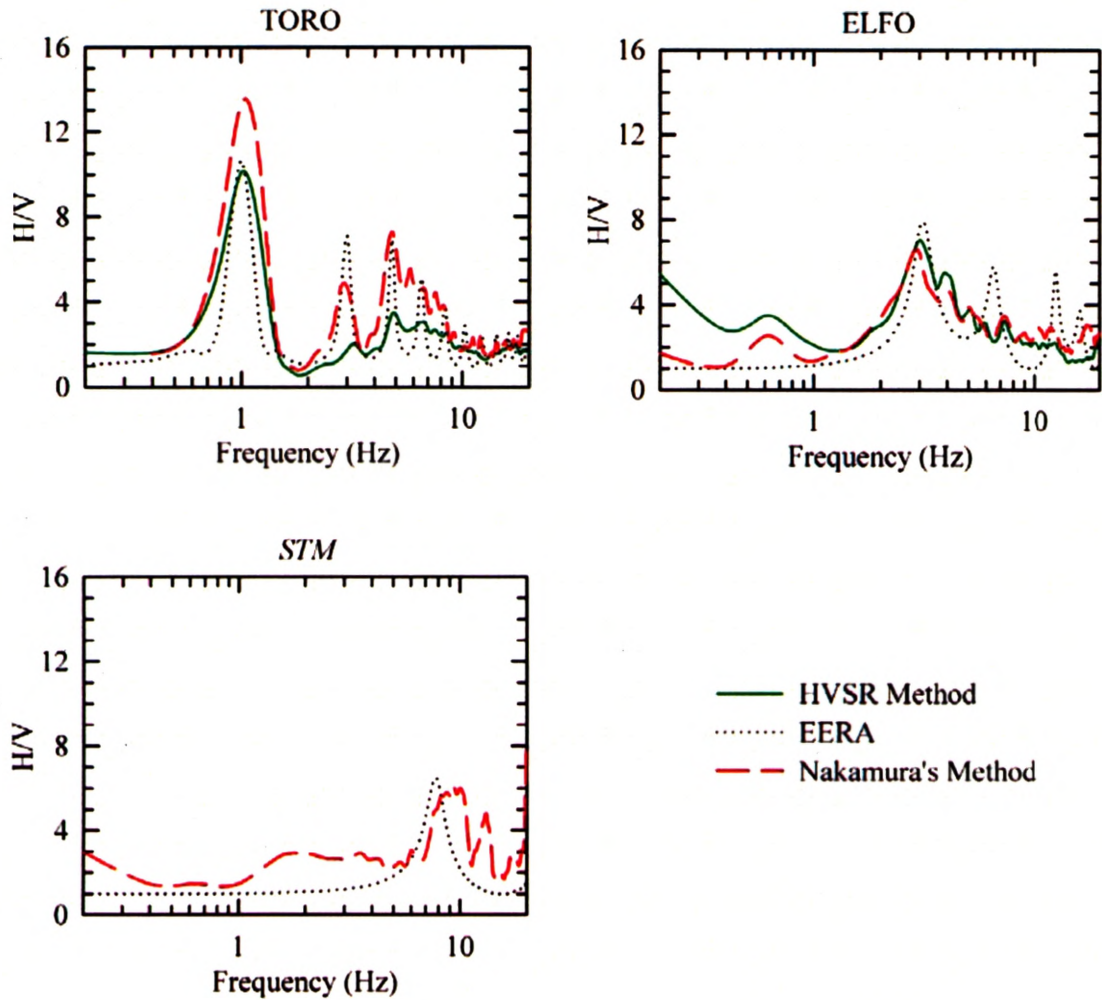 TORO
16
12
8
4
0
H/V
1
10
Frequency (Hz)
ELFO
16
12
8
4
0
H/V
1
10
Frequency (Hz)
STM
16
12
8
4
0
H/V
1
10
Frequency (Hz)
HVSR Method
EERA
Nakamura's Method